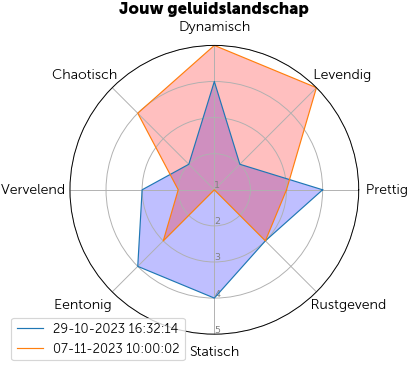 Jouw geluidslandschap
Dynamisch
Chaotisch
Levendig
Vervelend
1
Prettig
2
3
Eentonig
4
Rustgevend
29-10-2023 16:32:14
5
07-11-2023 10:00:02
Statisch